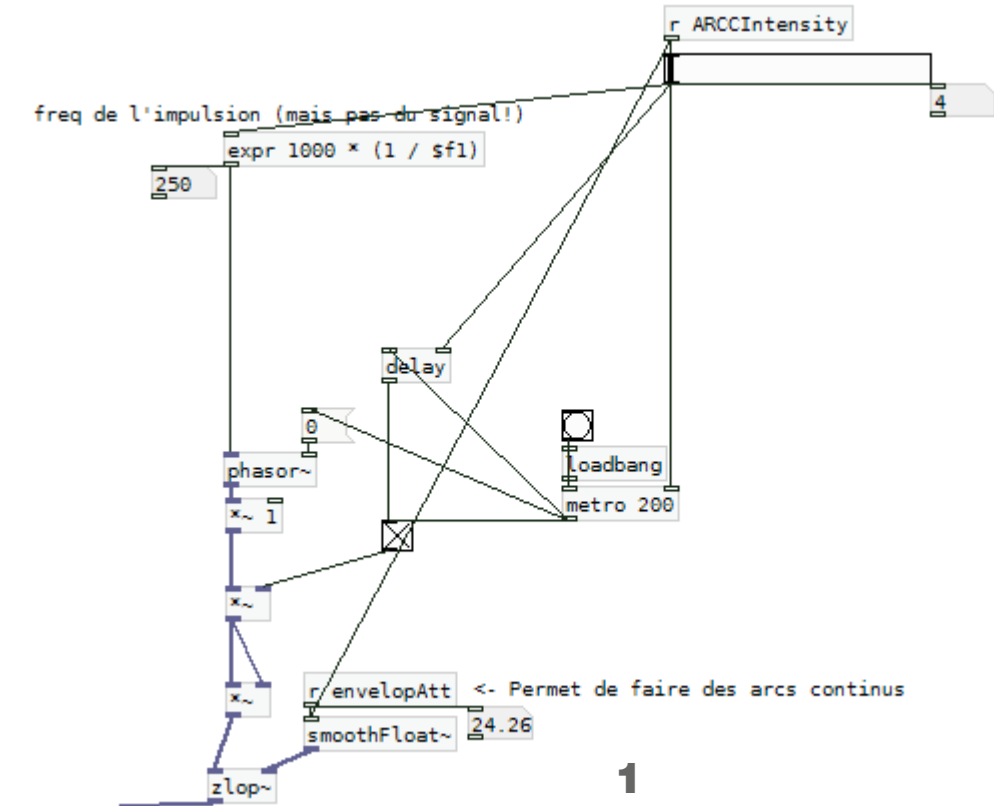 r ARCCIntensity
4
freq de l'impulsion (mais pas du signal!)
expr 1000 * (1 / $f1)
250
delay
0
loadbang
phasor~
metro 200
*~ 1
*~
*~
r envelopAtt <- Permet de faire des arcs continus
24.26
smoothFloat~
zlop~
1